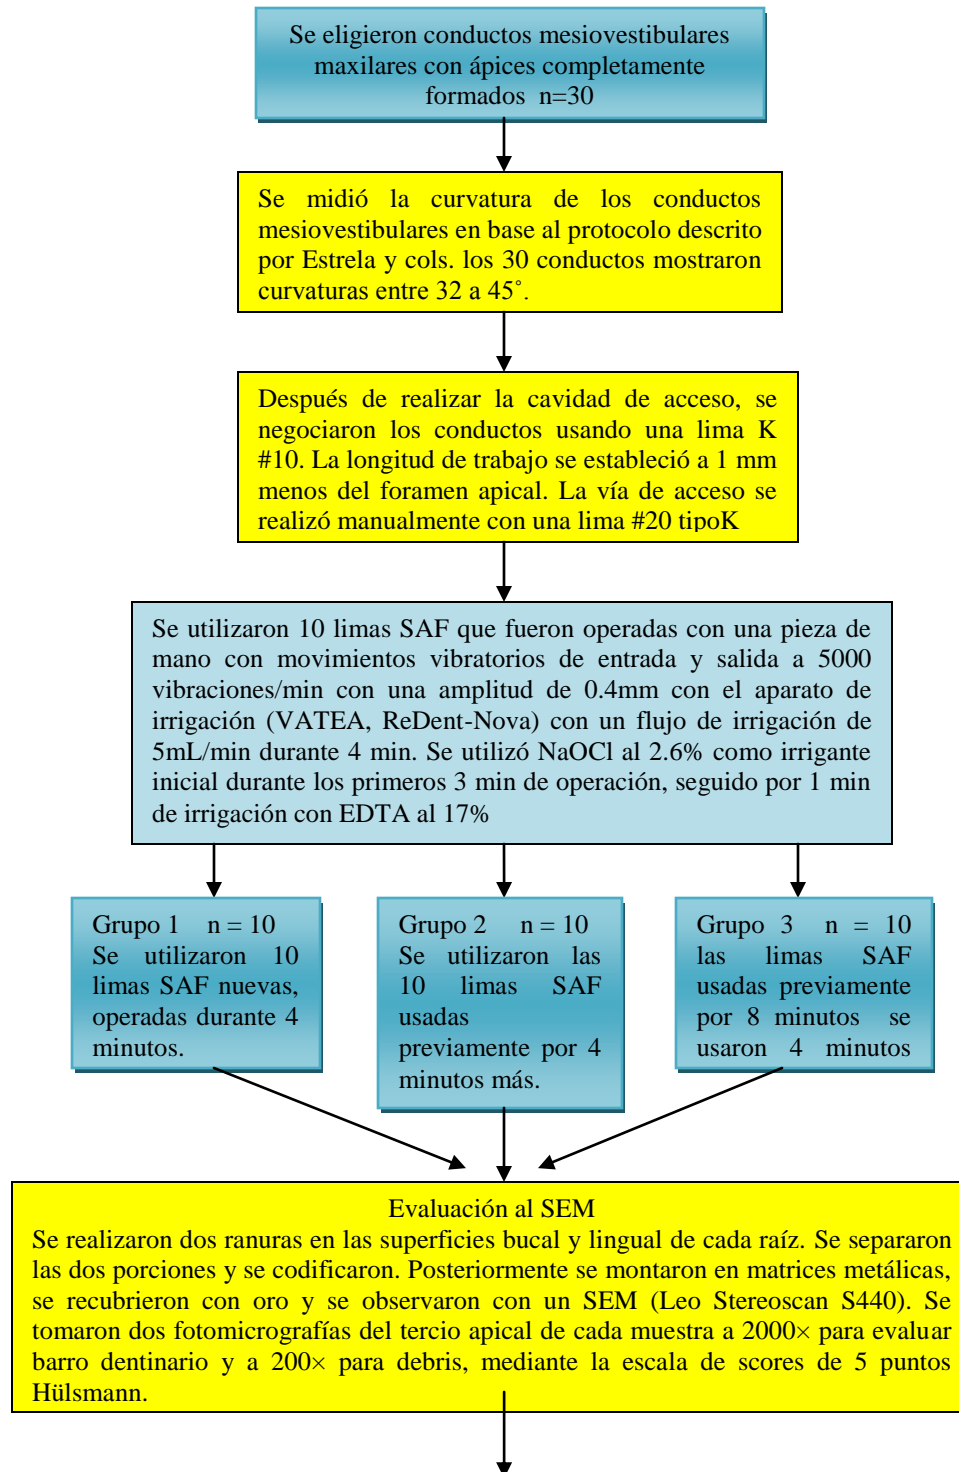 Se eligieron conductos mesiovestibulares
maxilares con ápices completamente
formados n=30
Se midió la curvatura de los conductos
mesiovestibulares en base al protocolo descrito
por Estrela y cols. los 30 conductos mostraron
curvaturas entre 32 a 45˚.
Después de realizar la cavidad de acceso, se
negociaron los conductos usando una lima K
#10. La longitud de trabajo se estableció a 1 mm
menos del foramen apical. La vía de acceso se
realizó manualmente con una lima #20 tipoK
Se utilizaron 10 limas SAF que fueron operadas con una pieza de
mano con movimientos vibratorios de entrada y salida a 5000
vibraciones/min con una amplitud de 0.4mm con el aparato de
irrigación (VATEA, ReDent-Nova) con un flujo de irrigación de
5mL/min durante 4 min. Se utilizó NaOCl al 2.6% como irrigante
inicial durante los primeros 3 min de operación, seguido por 1 min
de irrigación con EDTA al 17%
Grupo 1 n = 10
Se utilizaron 10
limas SAF nuevas,
operadas durante 4
minutos.
Grupo 2 n = 10
Se utilizaron las
10 limas SAF
usadas
previamente por 4
minutos más.
Grupo 3 n = 10
las limas SAF
usadas previamente
por 8 minutos se
usaron 4 minutos
Evaluación al SEM
Se realizaron dos ranuras en las superficies bucal y lingual de cada raíz. Se separaron
las dos porciones y se codificaron. Posteriormente se montaron en matrices metálicas,
se recubrieron con oro y se observaron con un SEM (Leo Stereoscan S440). Se
tomaron dos fotomicrografías del tercio apical de cada muestra a 2000× para evaluar
barro dentinario y a 200× para debris, mediante la escala de scores de 5 puntos
Hülsmann.